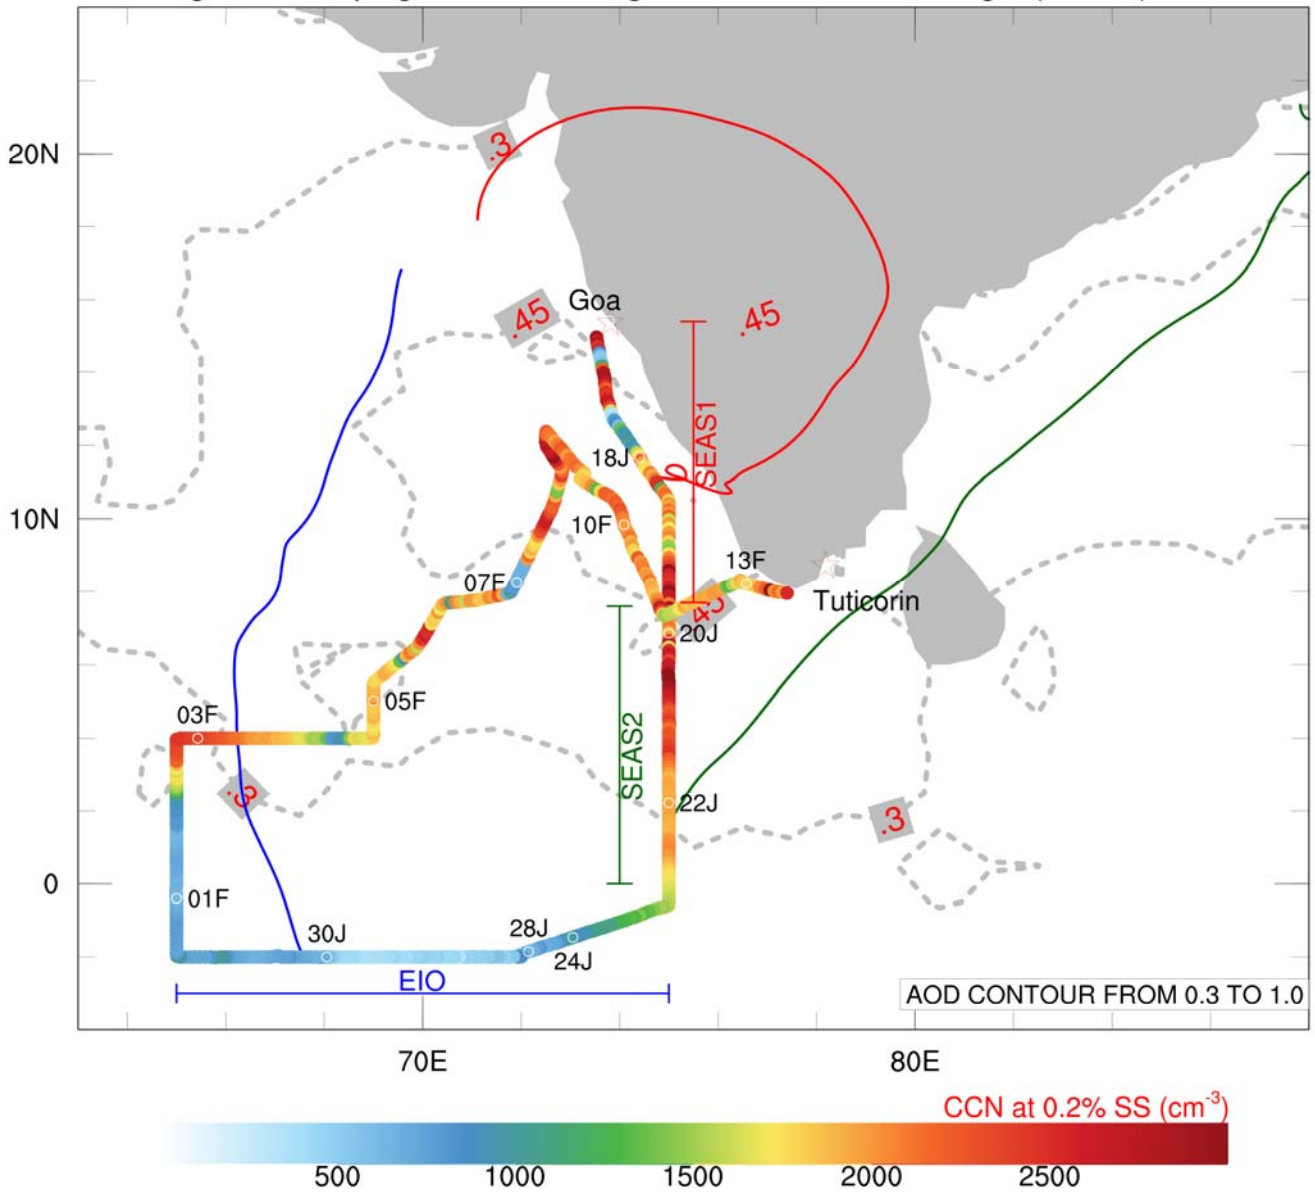 20N
.3
.45
Goa
.45
SEAS1
18J
10N
10F
13F
07F
Tuticorin
.45
20J
05F
03F
SEAS2
.3
22J
.3
0
01F
28J
30J
24J
EIO
AOD CONTOUR FROM 0.3 TO 1.0
70E
80E
CCN at 0.2% SS (cm-3)
500
1000
1500
2000
2500